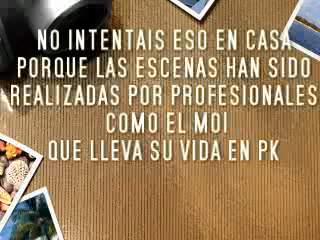 NO INTENTAIS ESO EN CASA
PORQUE LAS ESCENAS HAN SIDO
REALIZADAS POR PROFESIONALES
COMO EL MOI
QUE LLEVA SU VIDA EN PK